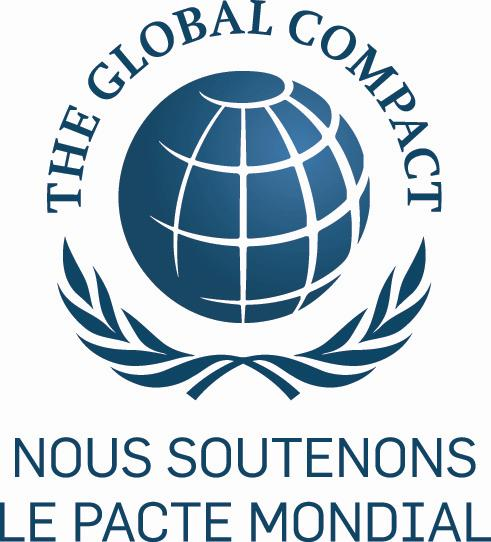 THE GLOBAL COMPACT
NOUS SOUTENONS
LE PACTE MONDIAL